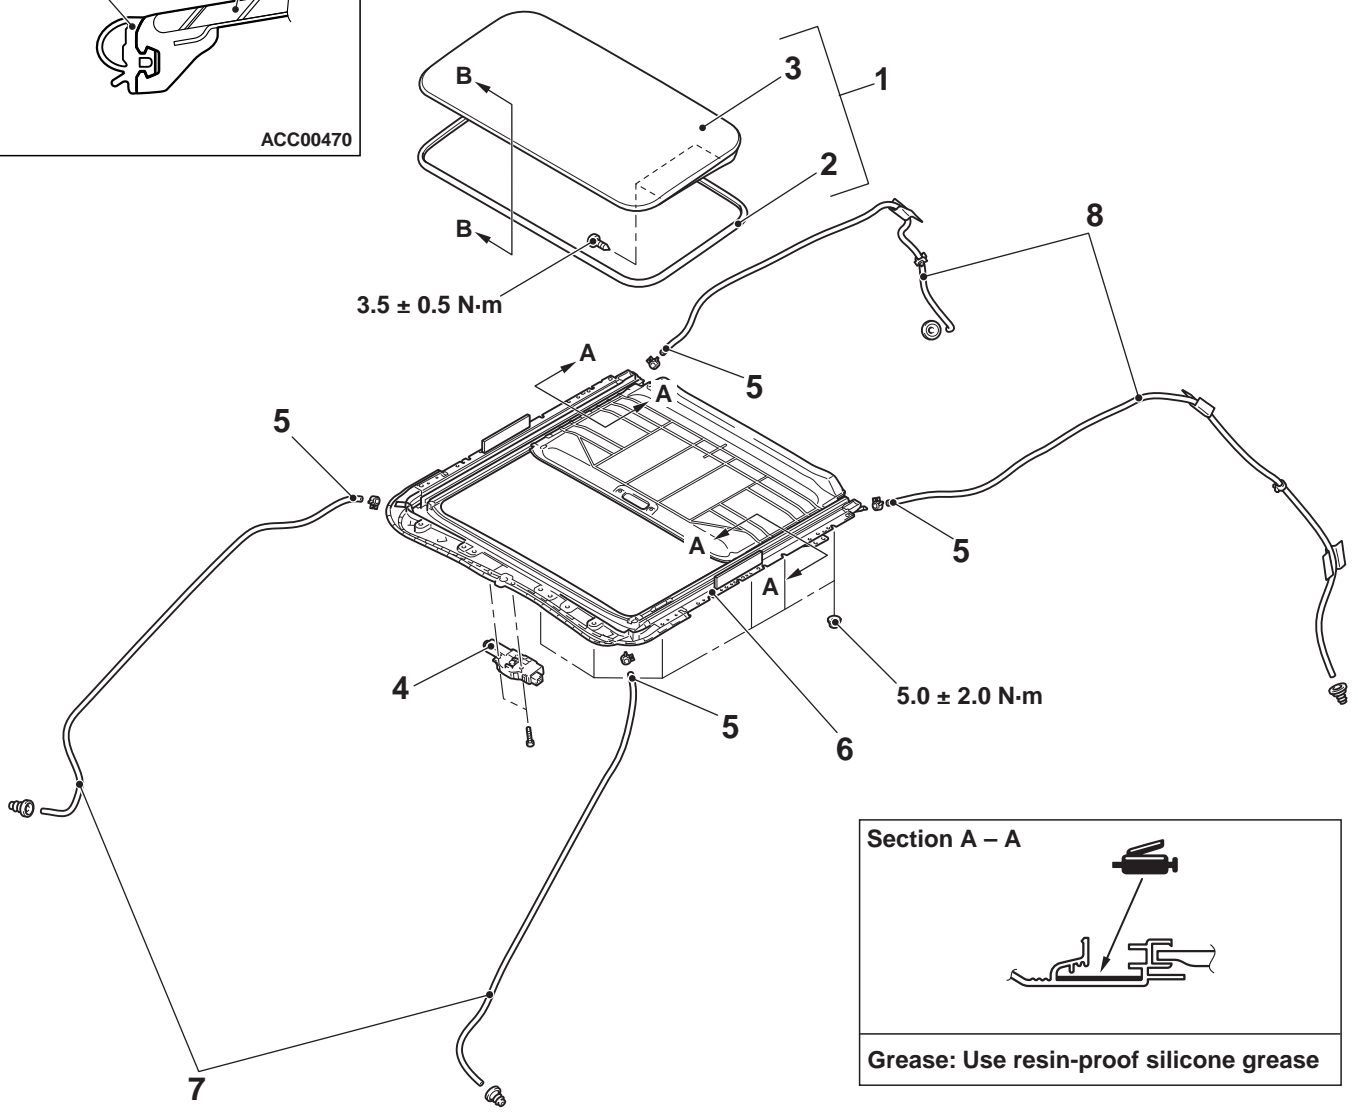 ACC00470
B
3
1
2
B
8
3.5 ± 0.5 N·m
A
5
A
5
A
5
A
4
5.0 ± 2.0 N·m
5
6
Section A – A
Grease: Use resin-proof silicone grease
7